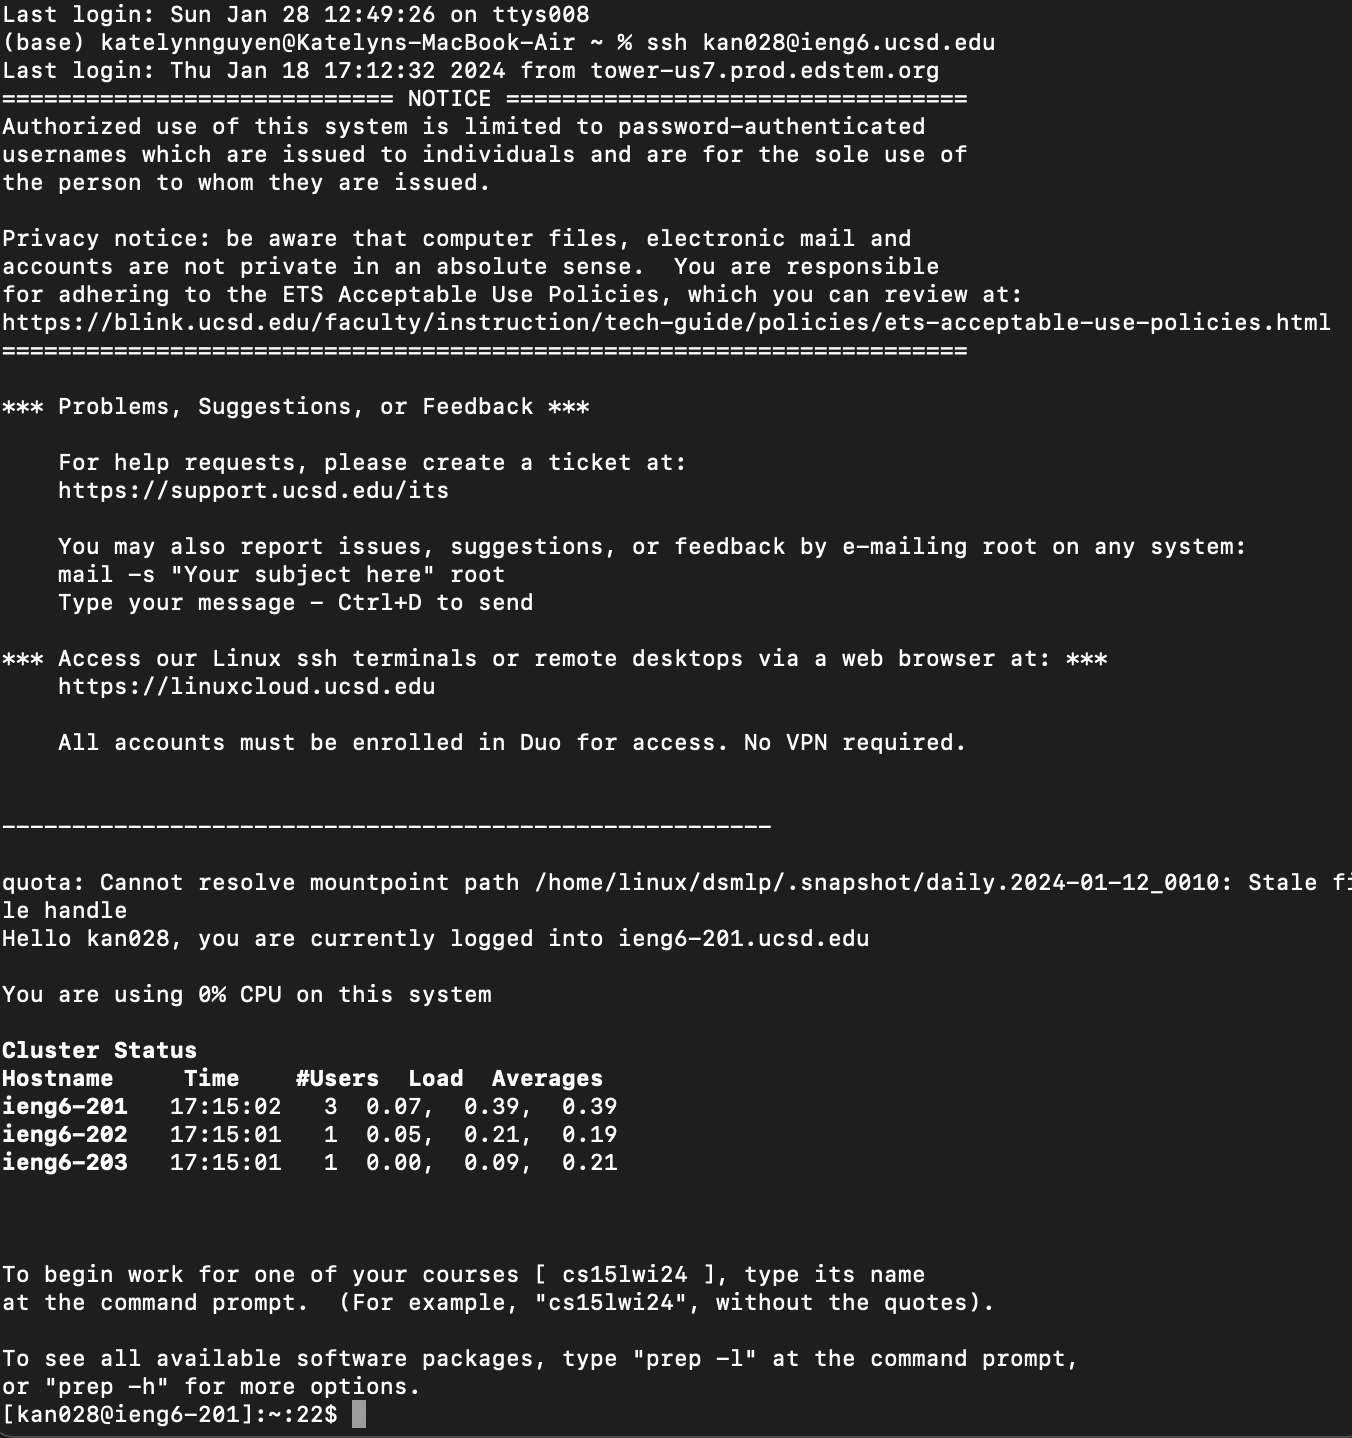 Last login: Sun Jan 28 12:49:26 on ttys008
(base) katelynnguyen@Katelyns-MacBook-Air ~ % ssh kan028@ieng6.ucsd.edu
Last login: Thu Jan 18 17:12:32 2024 from tower-us7.prod.edstem.org
============================ NOTICE =================================
Authorized use of this system is limited to password-authenticated
usernames which are issued to individuals and are for the sole use of
the person to whom they are issued.

Privacy notice: be aware that computer files, electronic mail and
accounts are not private in an absolute sense.  You are responsible
for adhering to the ETS Acceptable Use Policies, which you can review at:
https://blink.ucsd.edu/faculty/instruction/tech-guide/policies/ets-acceptable-use-policies.html
=====================================================================

*** Problems, Suggestions, or Feedback ***

    For help requests, please create a ticket at:
    https://support.ucsd.edu/its

    You may also report issues, suggestions, or feedback by e-mailing root on any system:
    mail -s "Your subject here" root
    Type your message - Ctrl+D to send

*** Access our Linux ssh terminals or remote desktops via a web browser at: ***
    https://linuxcloud.ucsd.edu

    All accounts must be enrolled in Duo for access. No VPN required.


-------------------------------------------------------

quota: Cannot resolve mountpoint path /home/linux/dsmlp/.snapshot/daily.2024-01-12_0010: Stale fi
le handle
Hello kan028, you are currently logged into ieng6-201.ucsd.edu

You are using 0% CPU on this system

Cluster Status
Hostname     Time    #Users  Load  Averages
ieng6-201   17:15:02   3  0.07,  0.39,  0.39
ieng6-202   17:15:01   1  0.05,  0.21,  0.19
ieng6-203   17:15:01   1  0.00,  0.09,  0.21



To begin work for one of your courses [ cs15lwi24 ], type its name
at the command prompt.  (For example, "cs15lwi24", without the quotes).

To see all available software packages, type "prep -l" at the command prompt,
or "prep -h" for more options.
[kan028@ieng6-201]:~:22$